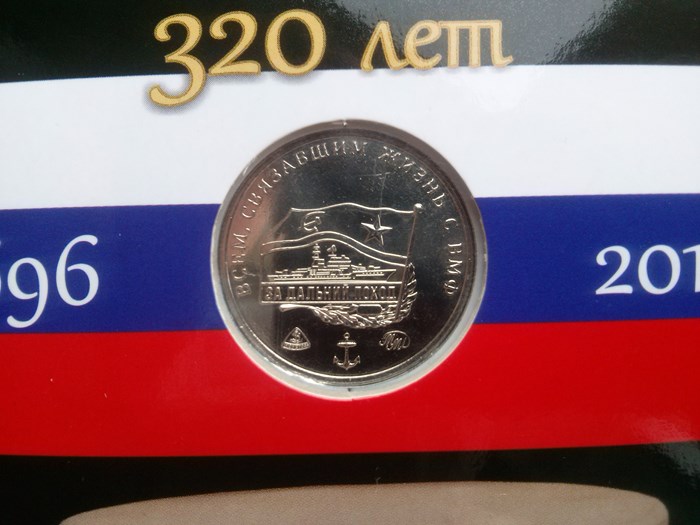 320 лет
ВСЕМ, СВЯЗАВШИМ ЖИЗНЬ С ВМФ
696
201
ЗА ДАЛЬНИЙ ПОХОД